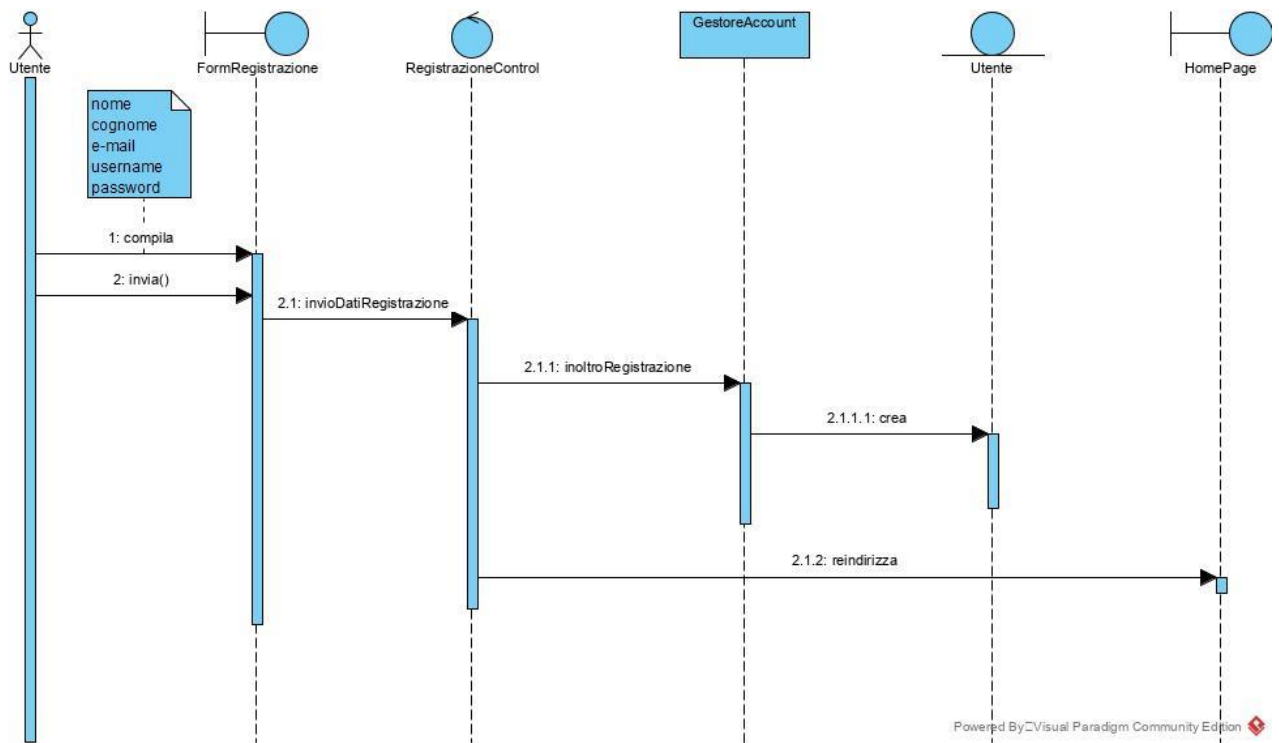 GestoreAccount
Utente
FormRegistrazione
RegistrazioneControl
Utente
HomePage
nome
cognome
e-mail
username
password
1: compila
2: invia()
2.1: invioDatiRegistrazione
2.1.1: inoltroRegistrazione
2.1.1.1: crea
2.1.2: reindirizza
Powered By Visual Paradigm Community Edition